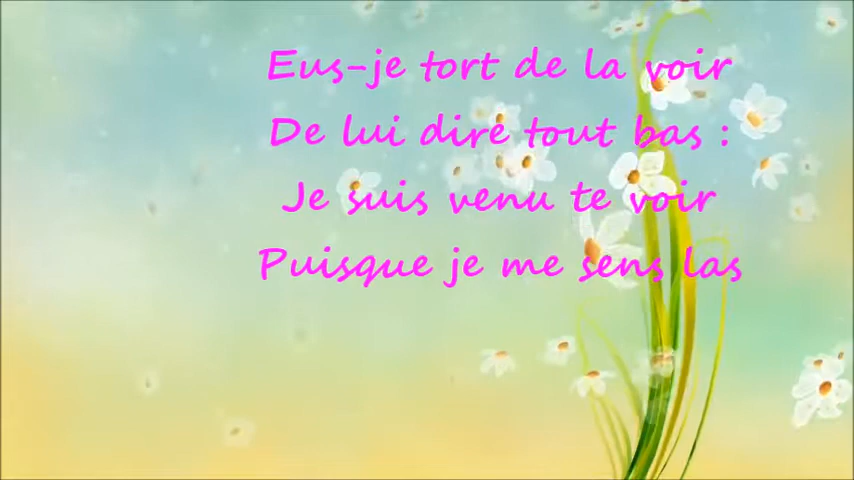 Eus-je tort de la voir
De lui dire tout bas :
Je suis venu te voir
Puisque je me sens las